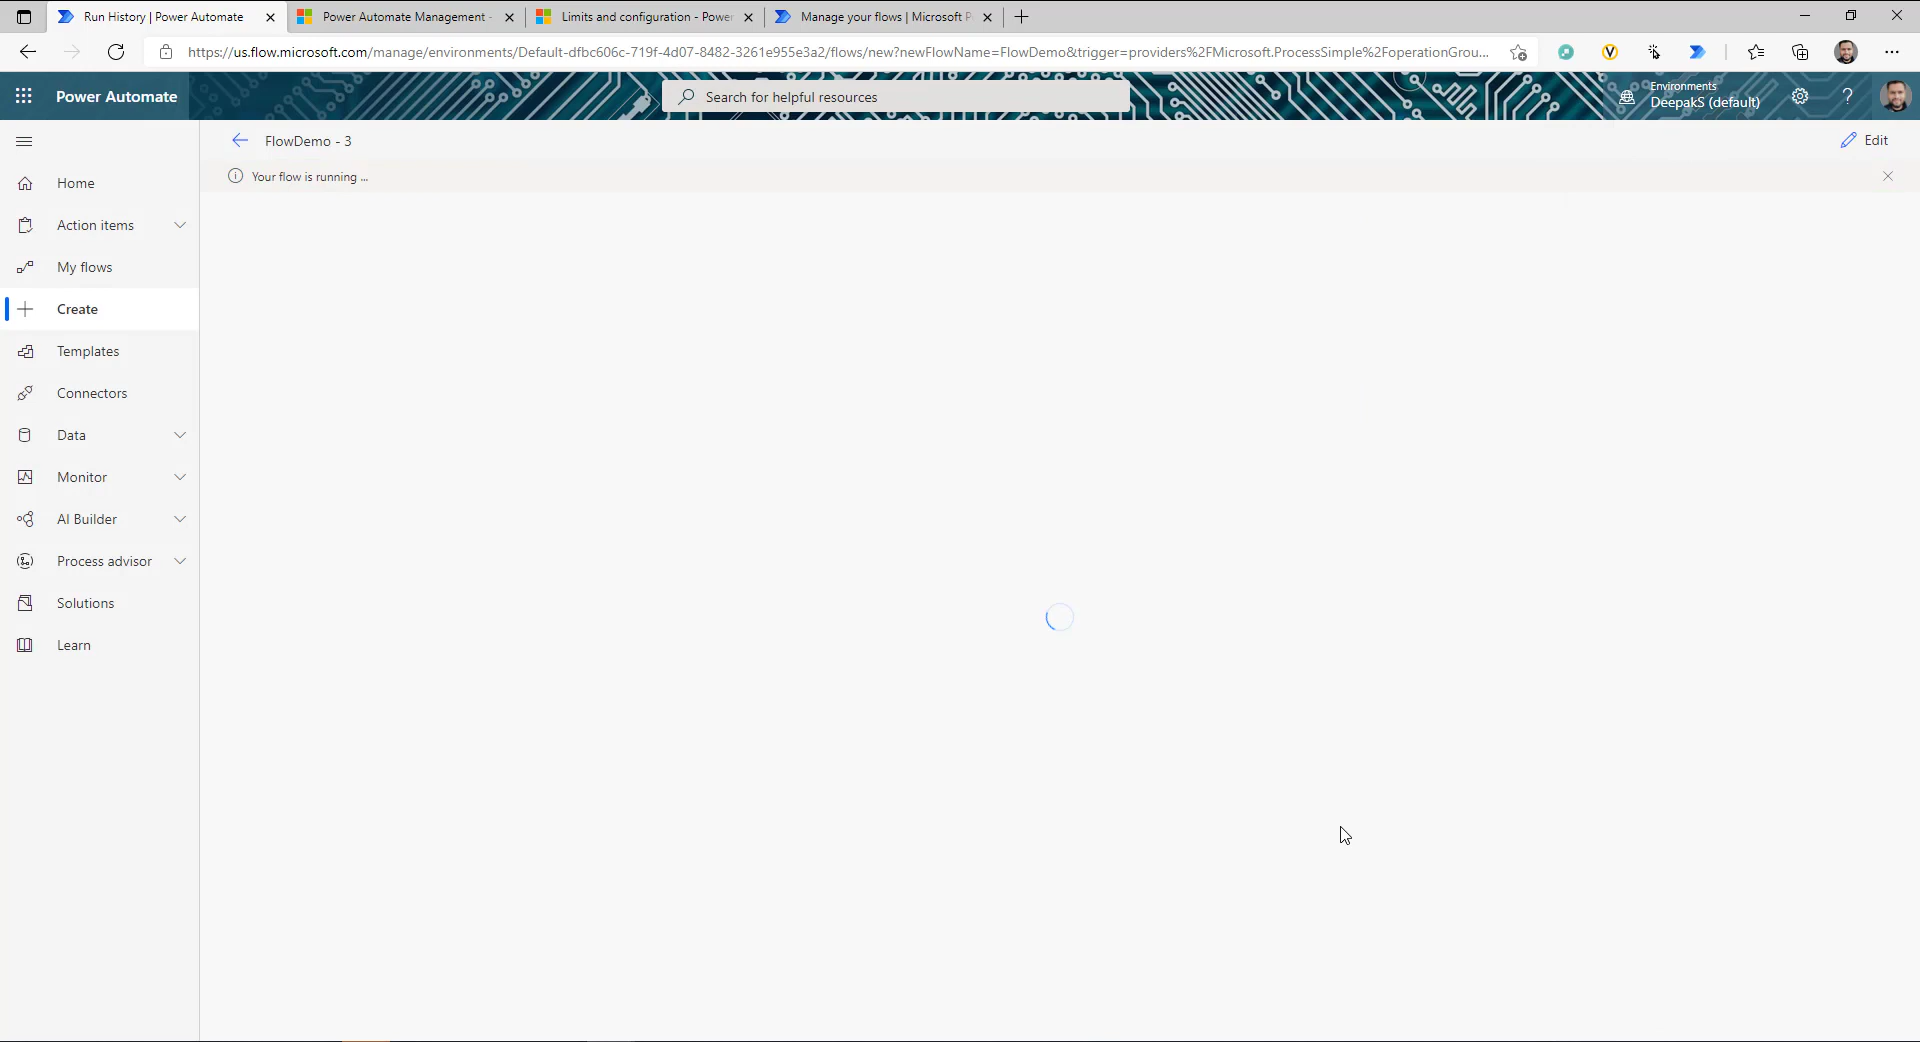 Run History | Power Automate
Power Automate Management -
Limits and configuration - Power
Manage your flows | Microsoft P
https://us.flow.microsoft.com/manage/environments/Default-dfbc606c-719f-4d07-8482-3261e955e3a2/flows/new?newFlowName=FlowDemo&trigger=providers%2FMicrosoft.ProcessSimple%2FoperationGrou...
Power Automate
Search for helpful resources
Environments
DeepakS (default)
FlowDemo - 3
Edit
Your flow is running ...
Home
Action items
My flows
Create
Templates
Connectors
Data
Monitor
AI Builder
Process advisor
Solutions
Learn